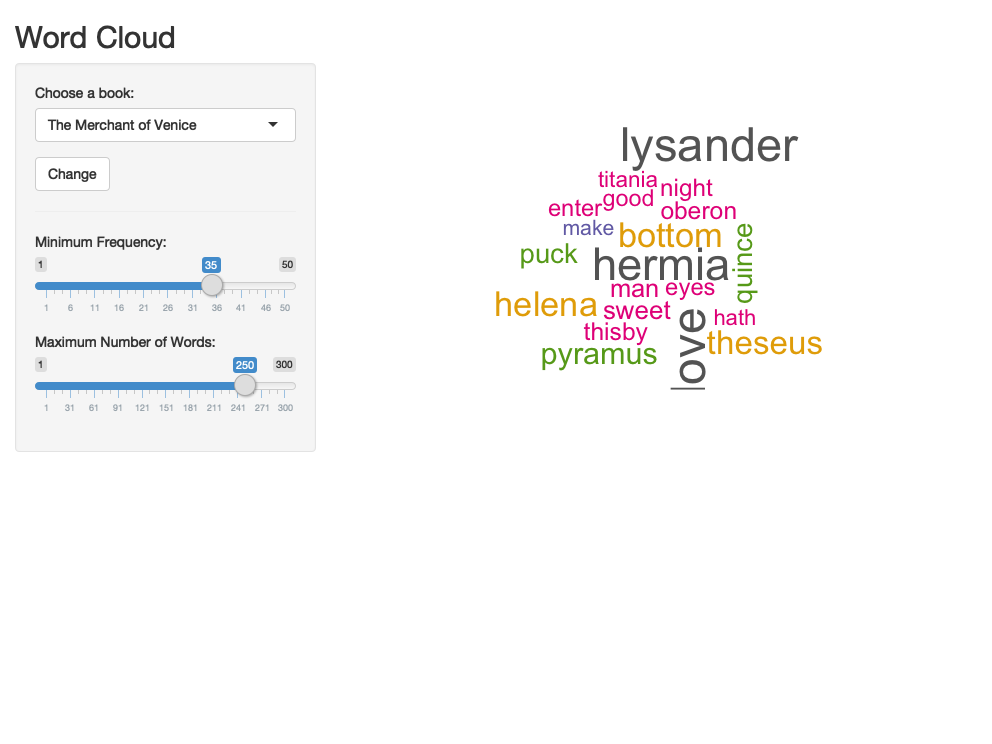 Word Cloud
Choose a book:
The Merchant of Venice
Change
Minimum Frequency:
1 35 50
1 6 11 16 21 26 31 36 41 46 50
Maximum Number of Words:
1 250 300
1 31 61 91 121 151 181 211 241 271 300
lysander
titania
night
good
enter
oberon
make
bottom
quince
puck
hermia
man
eyes
helena
sweet
hath
thisby
love
theseus
pyramus